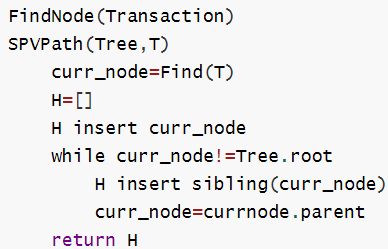 FindNode(Transaction)
SPVPath(Tree,T)
    curr_node=Find(T)
    H=[]
    H insert curr_node
    while curr_node!=Tree.root
        H insert sibling(curr_node)
        curr_node=currnode.parent
    return H